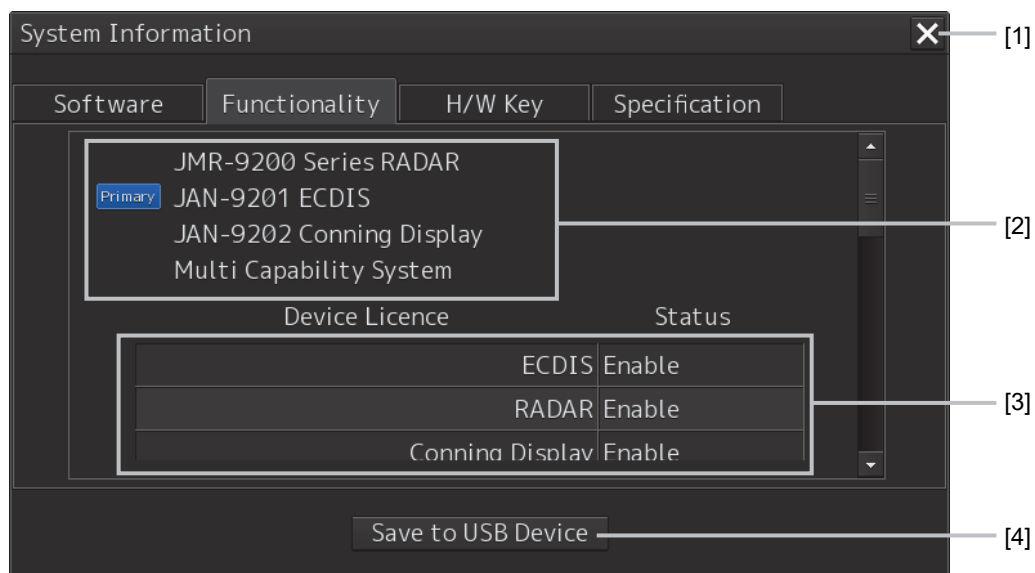 System Information
[1]
Software Functionality H/W Key Specification
JMR-9200 Series RADAR
Primary JAN-9201 ECDIS
JAN-9202 Conning Display
[2]
Multi Capability System
Device Licence Status
ECDIS Enable
RADAR Enable
[3]
Conning Display Enable
Save to USB Device
[4]